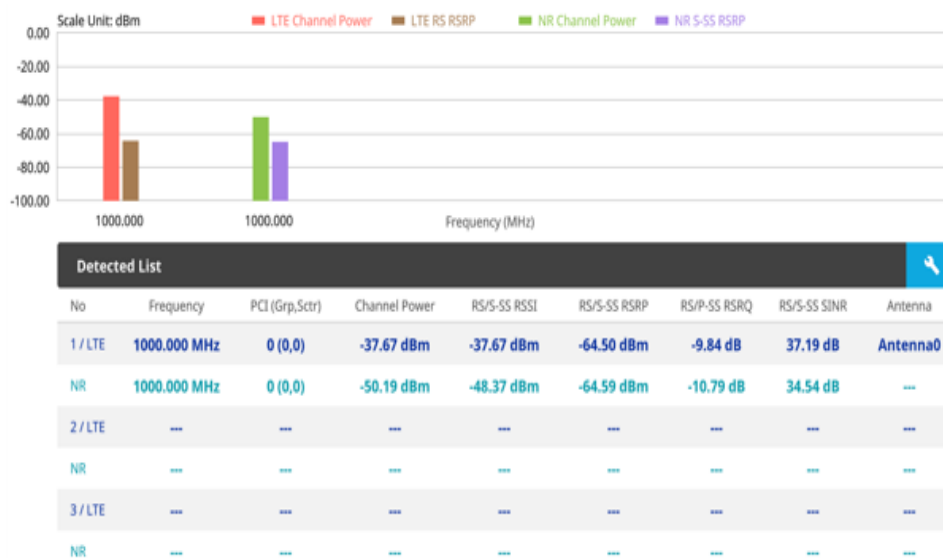 Scale Unit: dBm LTE Channel Power LTE RS RSRP NR Channel Power NR S-SS RSRP
0.00
-20.00
-40.00
-60.00
-80.00
-100.00
1000.000 1000.000 Frequency (MHz)
Detected List
No Frequency PCI (Grp,Sctr) Channel Power RS/S-SS RSSI RS/S-SS RSRP RS/P-SS RSRQ RS/S-SS SINR Antenna
1 / LTE 1000.000 MHz 0 (0,0) -37.67 dBm -37.67 dBm -64.50 dBm -9.84 dB 37.19 dB Antenna0
NR 1000.000 MHz 0 (0,0) -50.19 dBm -48.37 dBm -64.59 dBm -10.79 dB 34.54 dB ---
2 / LTE --- --- --- --- --- --- --- ---
NR --- --- --- --- --- --- --- ---
3 / LTE --- --- --- --- --- --- --- ---
NR --- --- --- --- --- --- --- ---